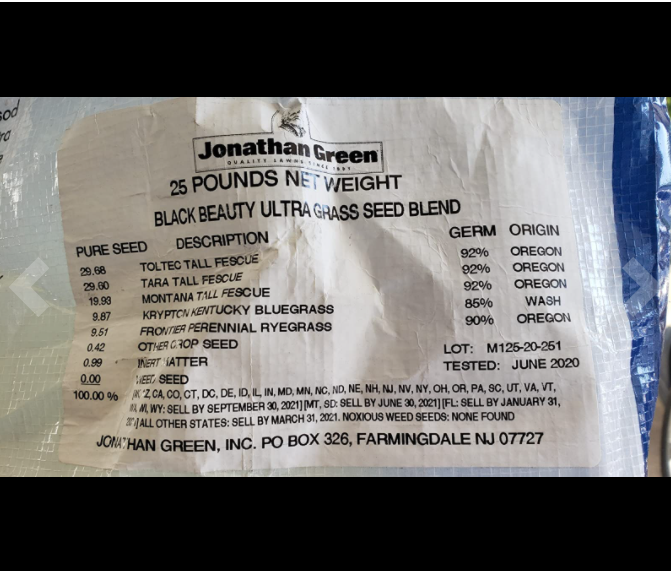 sod
Jonathan Green
QUALITY LAWNS SINCE 1881
25 POUNDS NET WEIGHT
BLACK BEAUTY ULTRA GRASS SEED BLEND
PURE SEED DESCRIPTION GERM ORIGIN
29.68 TOLTEC TALL FESCUE 92% OREGON
29.60 TARA TALL FESCUE 92% OREGON
19.93 MONTANA TALL FESCUE 92% OREGON
9.87 KRYPTON KENTUCKY BLUEGRASS 85% WASH
9.51 FRONTIER PERENNIAL RYEGRASS 90% OREGON
0.42 OTHER CROP SEED
0.99 INERT MATTER LOT: M125-20-251
0.00 WEED SEED TESTED: JUNE 2020
100.00 % CA, CO, CT, DC, DE, ID, IL, IN, MD, MN, NC, ND, NE, NH, NJ, NV, NY, OH, OR, PA, SC, UT, VA, VT,
WI, WY: SELL BY SEPTEMBER 30, 2021] [MT, SD: SELL BY JUNE 30, 2021] [FL: SELL BY JANUARY 31,
ALL OTHER STATES: SELL BY MARCH 31, 2021. NOXIOUS WEED SEEDS: NONE FOUND
JONATHAN GREEN, INC. PO BOX 326, FARMINGDALE NJ 07727